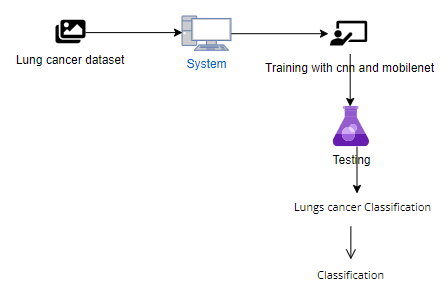 Lung cancer dataset
System
Training with cnn and mobilenet
Testing
Lungs cancer Classification
Classification